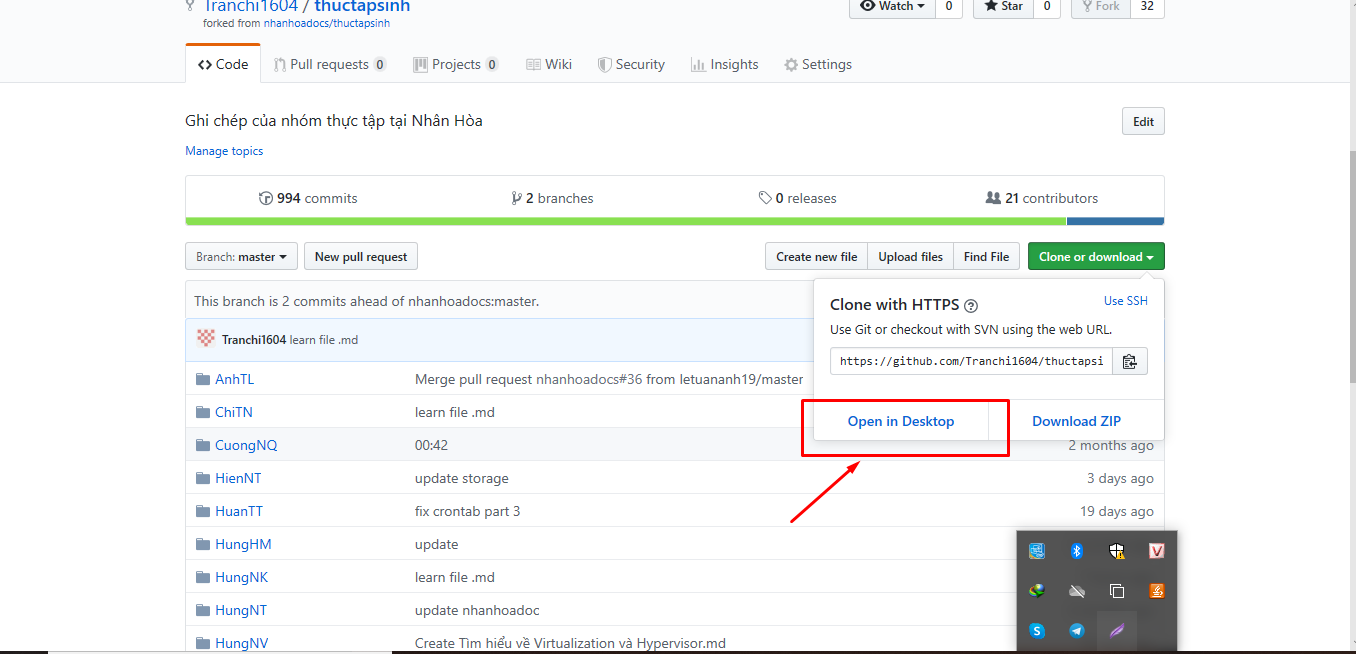 Tranchi1604 / thuctapsinh
Watch 0 Star 0 Fork 32
forked from nhanhoadocs/thuctapsinh
Code Pull requests 0 Projects 0 Wiki Security Insights Settings
Ghi chép của nhóm thực tập tại Nhân Hòa
Edit
Manage topics
994 commits 2 branches 0 releases 21 contributors
Branch: master New pull request Create new file Upload files Find File Clone or download
This branch is 2 commits ahead of nhanhoadocs:master.
Clone with HTTPS ? Use SSH
Use Git or checkout with SVN using the web URL.
https://github.com/Tranchi1604/thuctapsi
Open in Desktop Download ZIP
Tranchi1604 learn file .md
AnhTL Merge pull request nhanhoadocs#36 from letuananh19/master
ChiTN learn file .md
CuongNQ 00:42 2 months ago
HienNT update storage 3 days ago
HuanTT fix crontab part 3 19 days ago
HungHM update
HungNK learn file .md
HungNT update nhanhoadoc
HungNV Create Tìm hiểu về Virtualization và Hypervisor.md